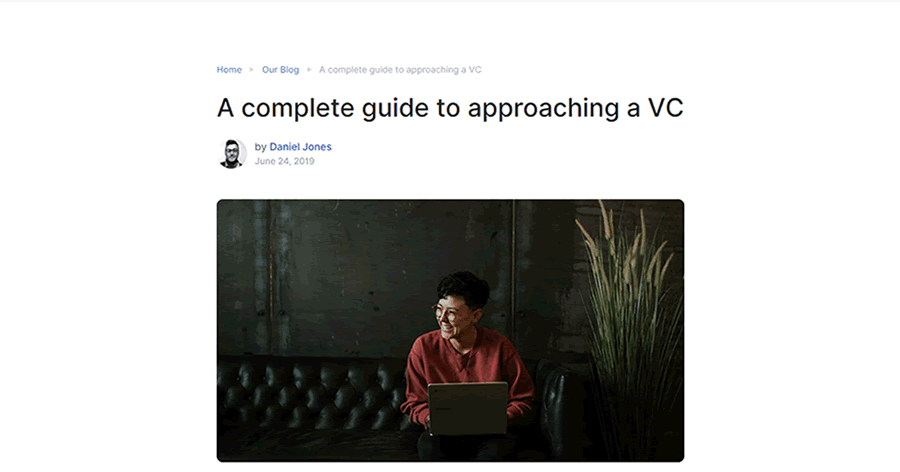 Home ▸ Our Blog ▸ A complete guide to approaching a VC
A complete guide to approaching a VC
by Daniel Jones
June 24, 2019